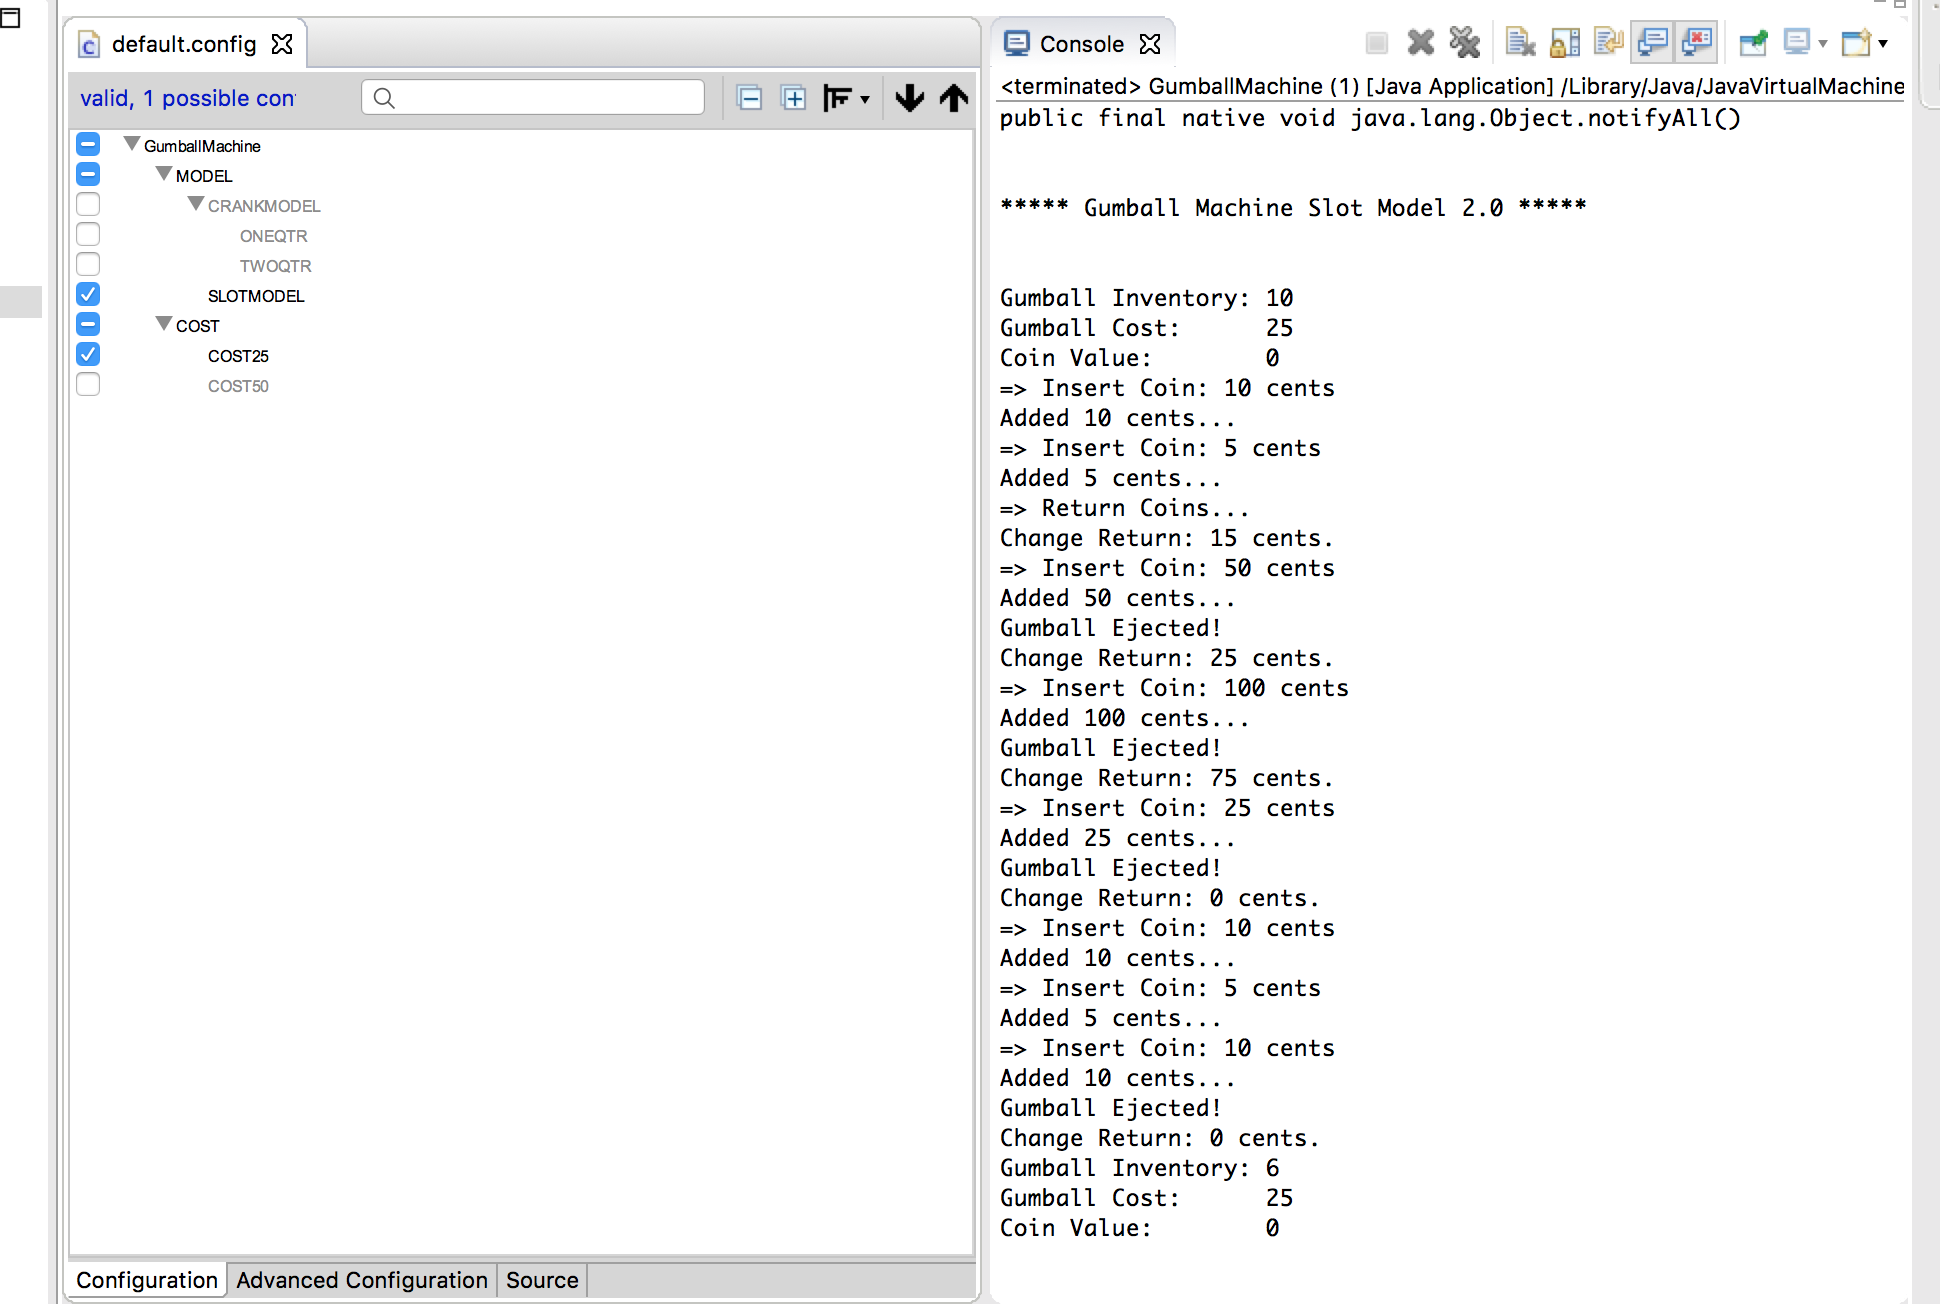 default.config
valid, 1 possible con
GumballMachine
MODEL
CRANKMODEL
ONEQTR
TWOQTR
SLOTMODEL
COST
COST25
COST50
Configuration Advanced Configuration Source
Console
<terminated> GumballMachine (1) [Java Application] /Library/Java/JavaVirtualMachine
public final native void java.lang.Object.notifyAll()
***** Gumball Machine Slot Model 2.0 *****
Gumball Inventory: 10
Gumball Cost: 25
Coin Value: 0
=> Insert Coin: 10 cents
Added 10 cents...
=> Insert Coin: 5 cents
Added 5 cents...
=> Return Coins...
Change Return: 15 cents.
=> Insert Coin: 50 cents
Added 50 cents...
Gumball Ejected!
Change Return: 25 cents.
=> Insert Coin: 100 cents
Added 100 cents...
Gumball Ejected!
Change Return: 75 cents.
=> Insert Coin: 25 cents
Added 25 cents...
Gumball Ejected!
Change Return: 0 cents.
=> Insert Coin: 10 cents
Added 10 cents...
=> Insert Coin: 5 cents
Added 5 cents...
=> Insert Coin: 10 cents
Added 10 cents...
Gumball Ejected!
Change Return: 0 cents.
Gumball Inventory: 6
Gumball Cost: 25
Coin Value: 0